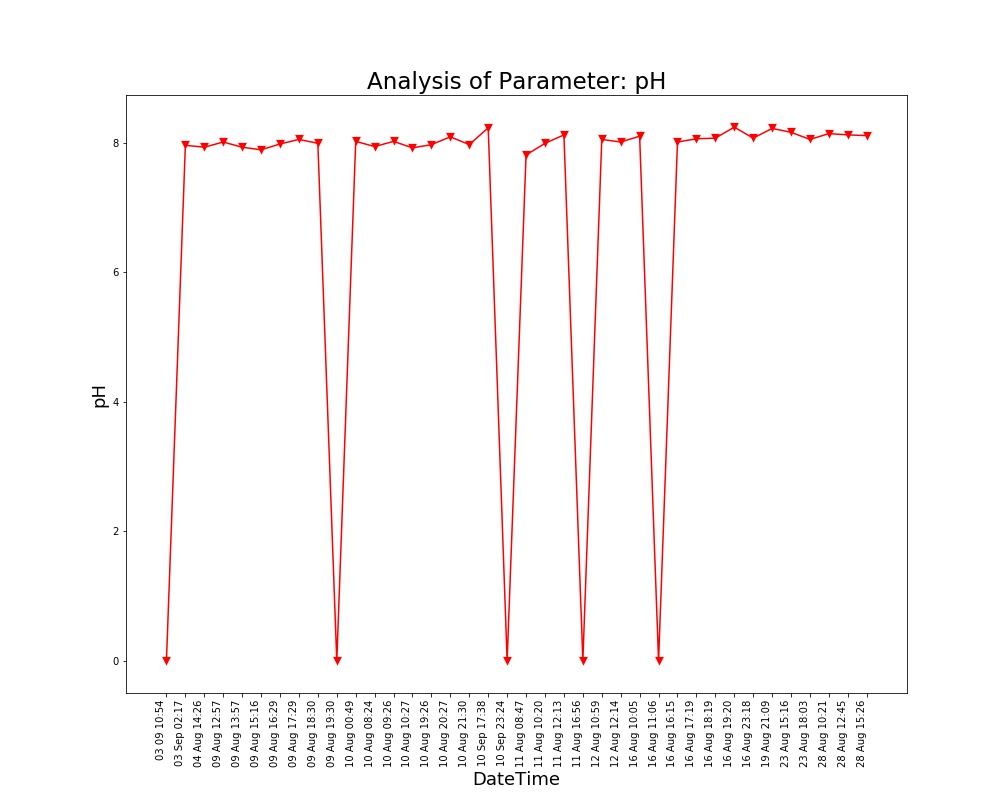 Analysis of Parameter: pH
8
6
4
2
0
pH
03 09 10:54
03 Sep 02:17
04 Aug 14:26
09 Aug 12:57
09 Aug 13:57
09 Aug 15:16
09 Aug 16:29
09 Aug 17:29
09 Aug 18:30
09 Aug 19:30
10 Aug 00:49
10 Aug 08:24
10 Aug 09:26
10 Aug 10:27
10 Aug 19:26
10 Aug 20:27
10 Aug 21:30
10 Sep 17:38
10 Sep 23:24
11 Aug 08:47
11 Aug 10:20
11 Aug 12:13
11 Aug 16:56
12 Aug 10:59
12 Aug 12:14
16 Aug 10:05
16 Aug 11:06
16 Aug 16:15
16 Aug 17:19
16 Aug 18:19
16 Aug 19:20
16 Aug 23:18
19 Aug 21:09
23 Aug 15:16
23 Aug 18:03
28 Aug 10:21
28 Aug 12:45
28 Aug 15:26
DateTime